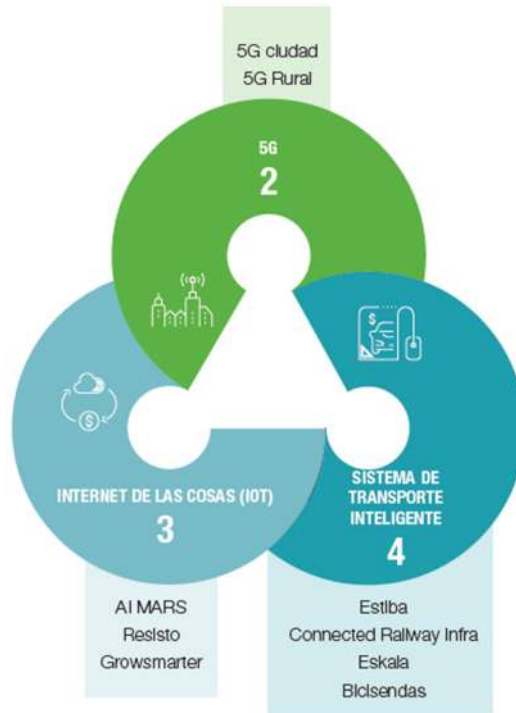 5G ciudad
5G Rural
5G
2
INTERNET DE LAS COSAS (IOT)
3
SISTEMA DE
TRANSPORTE
INTELIGENTE
4
AI MARS
Resisto
Growsmarter
Estiba
Connected Railway Infra
Eskala
Bicisendas